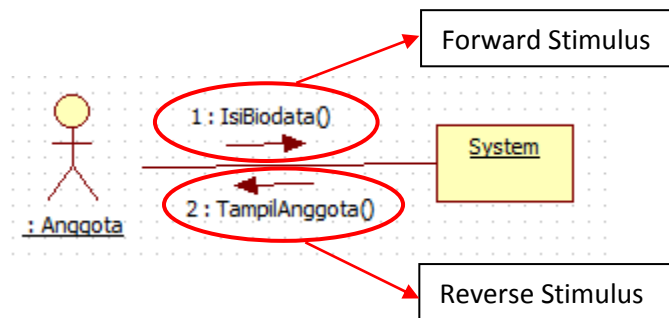 Forward Stimulus
1 : IsiBiodata()
System
2 : TampilAnggota()
: Anggota
Reverse Stimulus